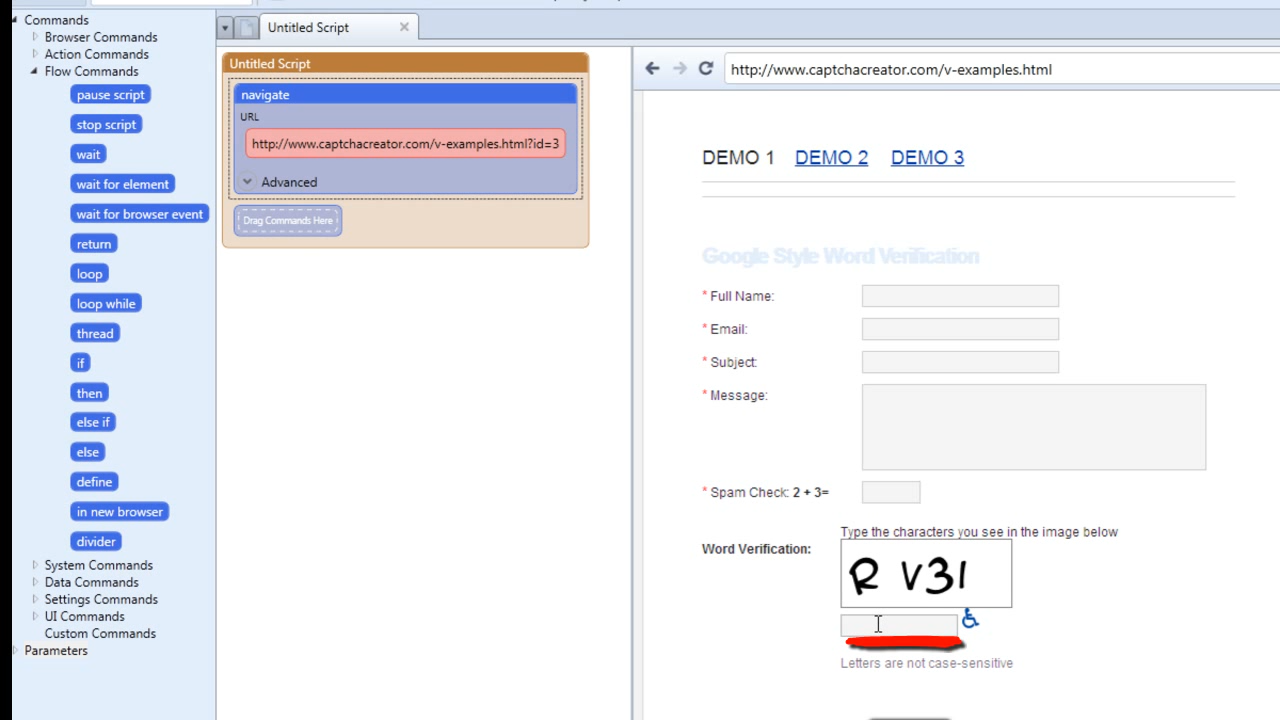 Commands
Browser Commands
Action Commands
Flow Commands
pause script
stop script
wait
wait for element
wait for browser event
return
loop
loop while
thread
if
then
else if
else
define
in new browser
divider
System Commands
Data Commands
Settings Commands
UI Commands
Custom Commands
Parameters
Untitled Script
Untitled Script
navigate
URL
http://www.captchacreator.com/v-examples.html?id=3
Advanced
Drag Commands Here
http://www.captchacreator.com/v-examples.html
DEMO 1 DEMO 2 DEMO 3
Google Style Word Verification
* Full Name:
* Email:
* Subject:
* Message:
* Spam Check: 2 + 3=
Type the characters you see in the image below
Word Verification:
R V31
Letters are not case-sensitive